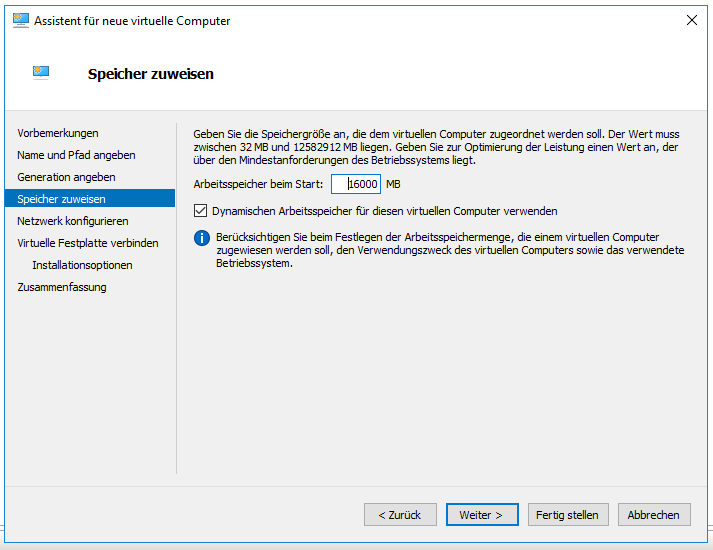 Assistent für neue virtuelle Computer
Speicher zuweisen
Vorbemerkungen
Name und Pfad angeben
Generation angeben
Speicher zuweisen
Netzwerk konfigurieren
Virtuelle Festplatte verbinden
Installationsoptionen
Zusammenfassung
Geben Sie die Speichergröße an, die dem virtuellen Computer zugeordnet werden soll. Der Wert muss
zwischen 32 MB und 12582912 MB liegen. Geben Sie zur Optimierung der Leistung einen Wert an, der
über den Mindestanforderungen des Betriebssystems liegt.
Arbeitsspeicher beim Start: 16000 MB
Dynamischen Arbeitsspeicher für diesen virtuellen Computer verwenden
Berücksichtigen Sie beim Festlegen der Arbeitsspeichermenge, die einem virtuellen Computer
zugewiesen werden soll, den Verwendungszweck des virtuellen Computers sowie das verwendete
Betriebssystem.
< Zurück Weiter > Fertig stellen Abbrechen